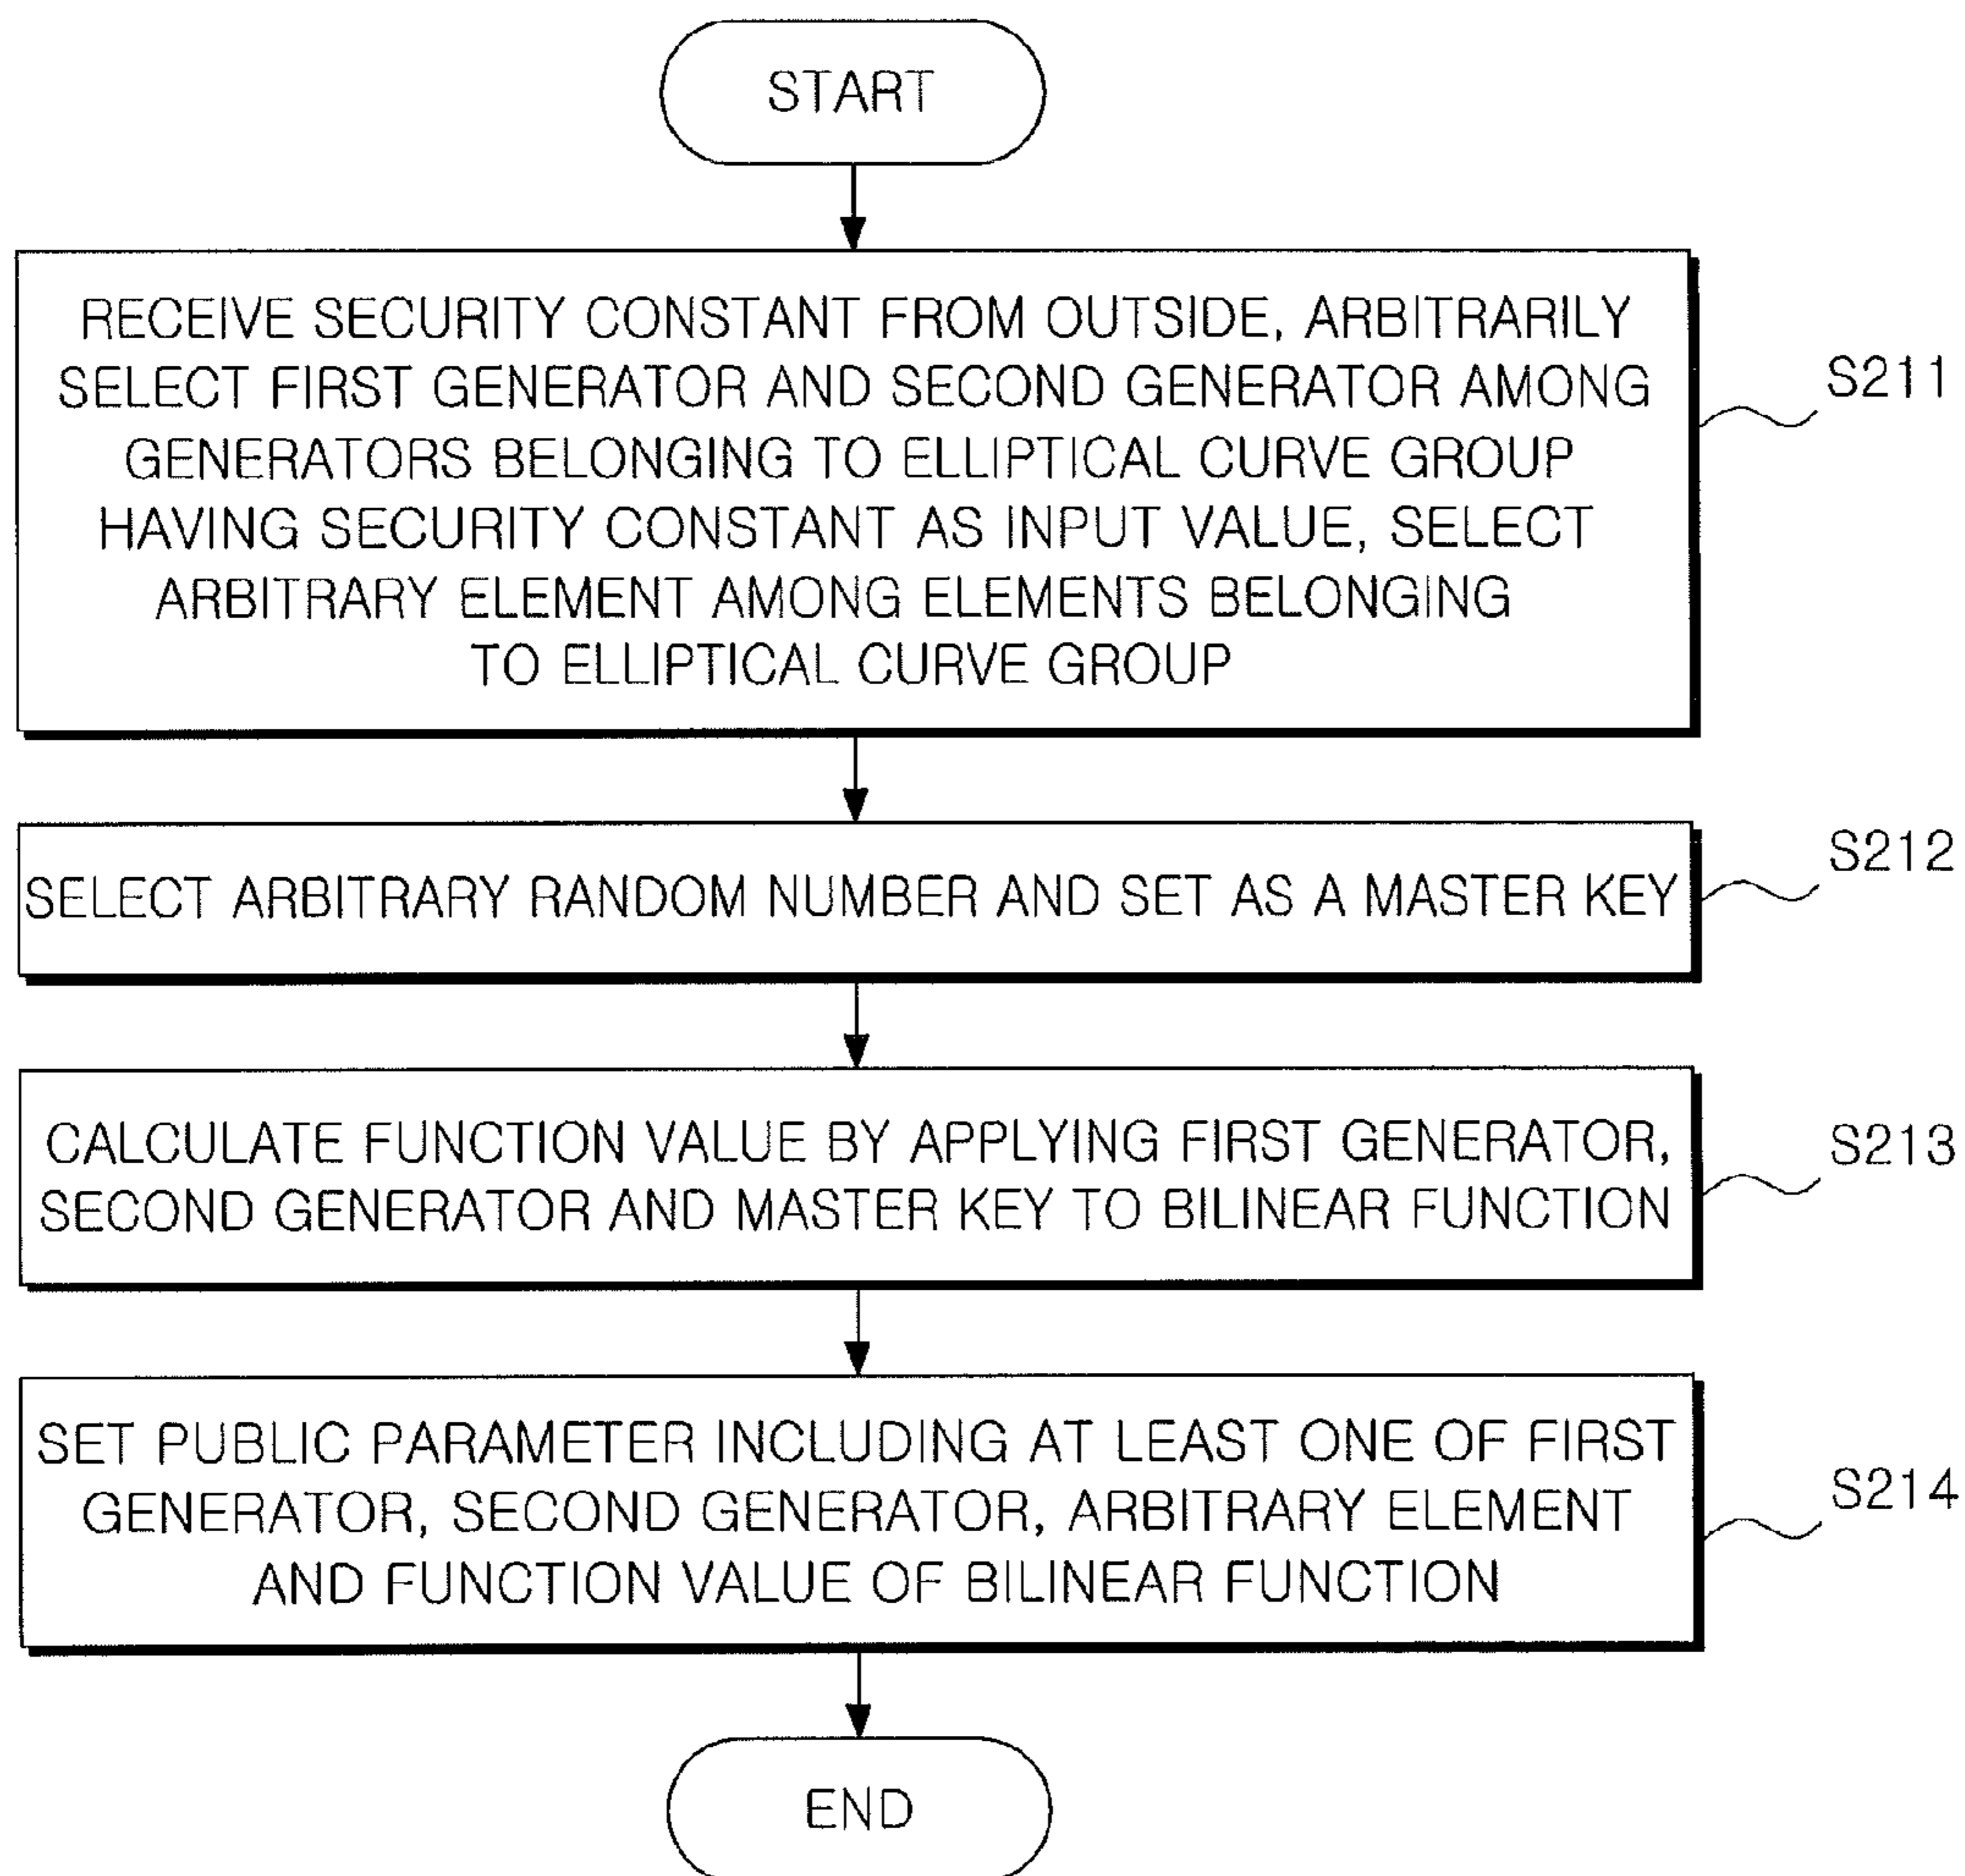 START
RECEIVE SECURITY CONSTANT FROM OUTSIDE, ARBITRARILY
SELECT FIRST GENERATOR AND SECOND GENERATOR AMONG
GENERATORS BELONGING TO ELLIPTICAL CURVE GROUP
HAVING SECURITY CONSTANT AS INPUT VALUE, SELECT
ARBITRARY ELEMENT AMONG ELEMENTS BELONGING
TO ELLIPTICAL CURVE GROUP
S211
SELECT ARBITRARY RANDOM NUMBER AND SET AS A MASTER KEY
S212
CALCULATE FUNCTION VALUE BY APPLYING FIRST GENERATOR,
SECOND GENERATOR AND MASTER KEY TO BILINEAR FUNCTION
S213
SET PUBLIC PARAMETER INCLUDING AT LEAST ONE OF FIRST
GENERATOR, SECOND GENERATOR, ARBITRARY ELEMENT
AND FUNCTION VALUE OF BILINEAR FUNCTION
S214
END